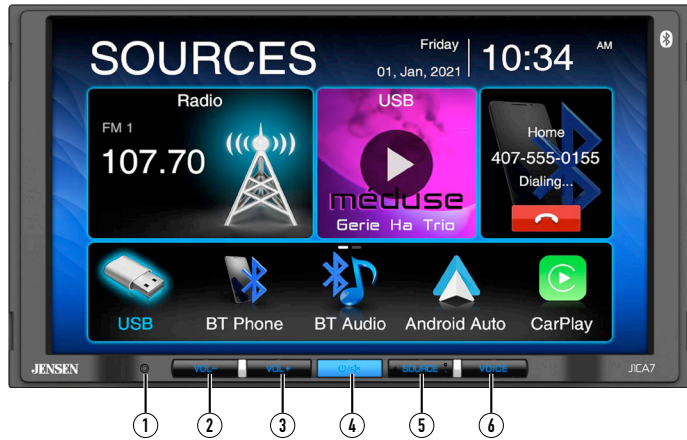 SOURCES
Friday
01, Jan, 2021
10:34 AM
Radio
FM 1
107.70
USB
méduse
Gerie Ha Trio
Home
407-555-0155
Dialing...
USB
BT Phone
BT Audio
Android Auto
CarPlay
JENSEN
VOL-
VOL+
SOURCE
VOICE
J1CA7
1
2
3
4
5
6